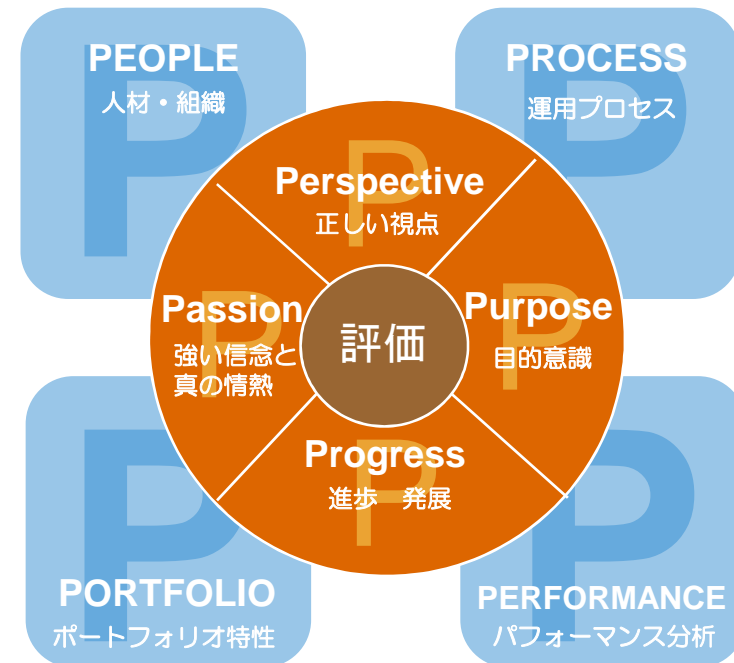 PEOPLE
人材・組織
PROCESS
運用プロセス
Perspective
正しい視点
Passion
強い信念と
真の情熱
評価
Purpose
目的意識
Progress
進歩　発展
PORTFOLIO
ポートフォリオ特性
PERFORMANCE
パフォーマンス分析
P
P
P
P
P
P
P
P